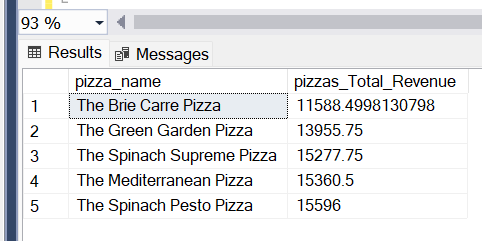 93 %
Results Messages
pizza_name pizzas_Total_Revenue
1 The Brie Carre Pizza 11588.4998130798
2 The Green Garden Pizza 13955.75
3 The Spinach Supreme Pizza 15277.75
4 The Mediterranean Pizza 15360.5
5 The Spinach Pesto Pizza 15596